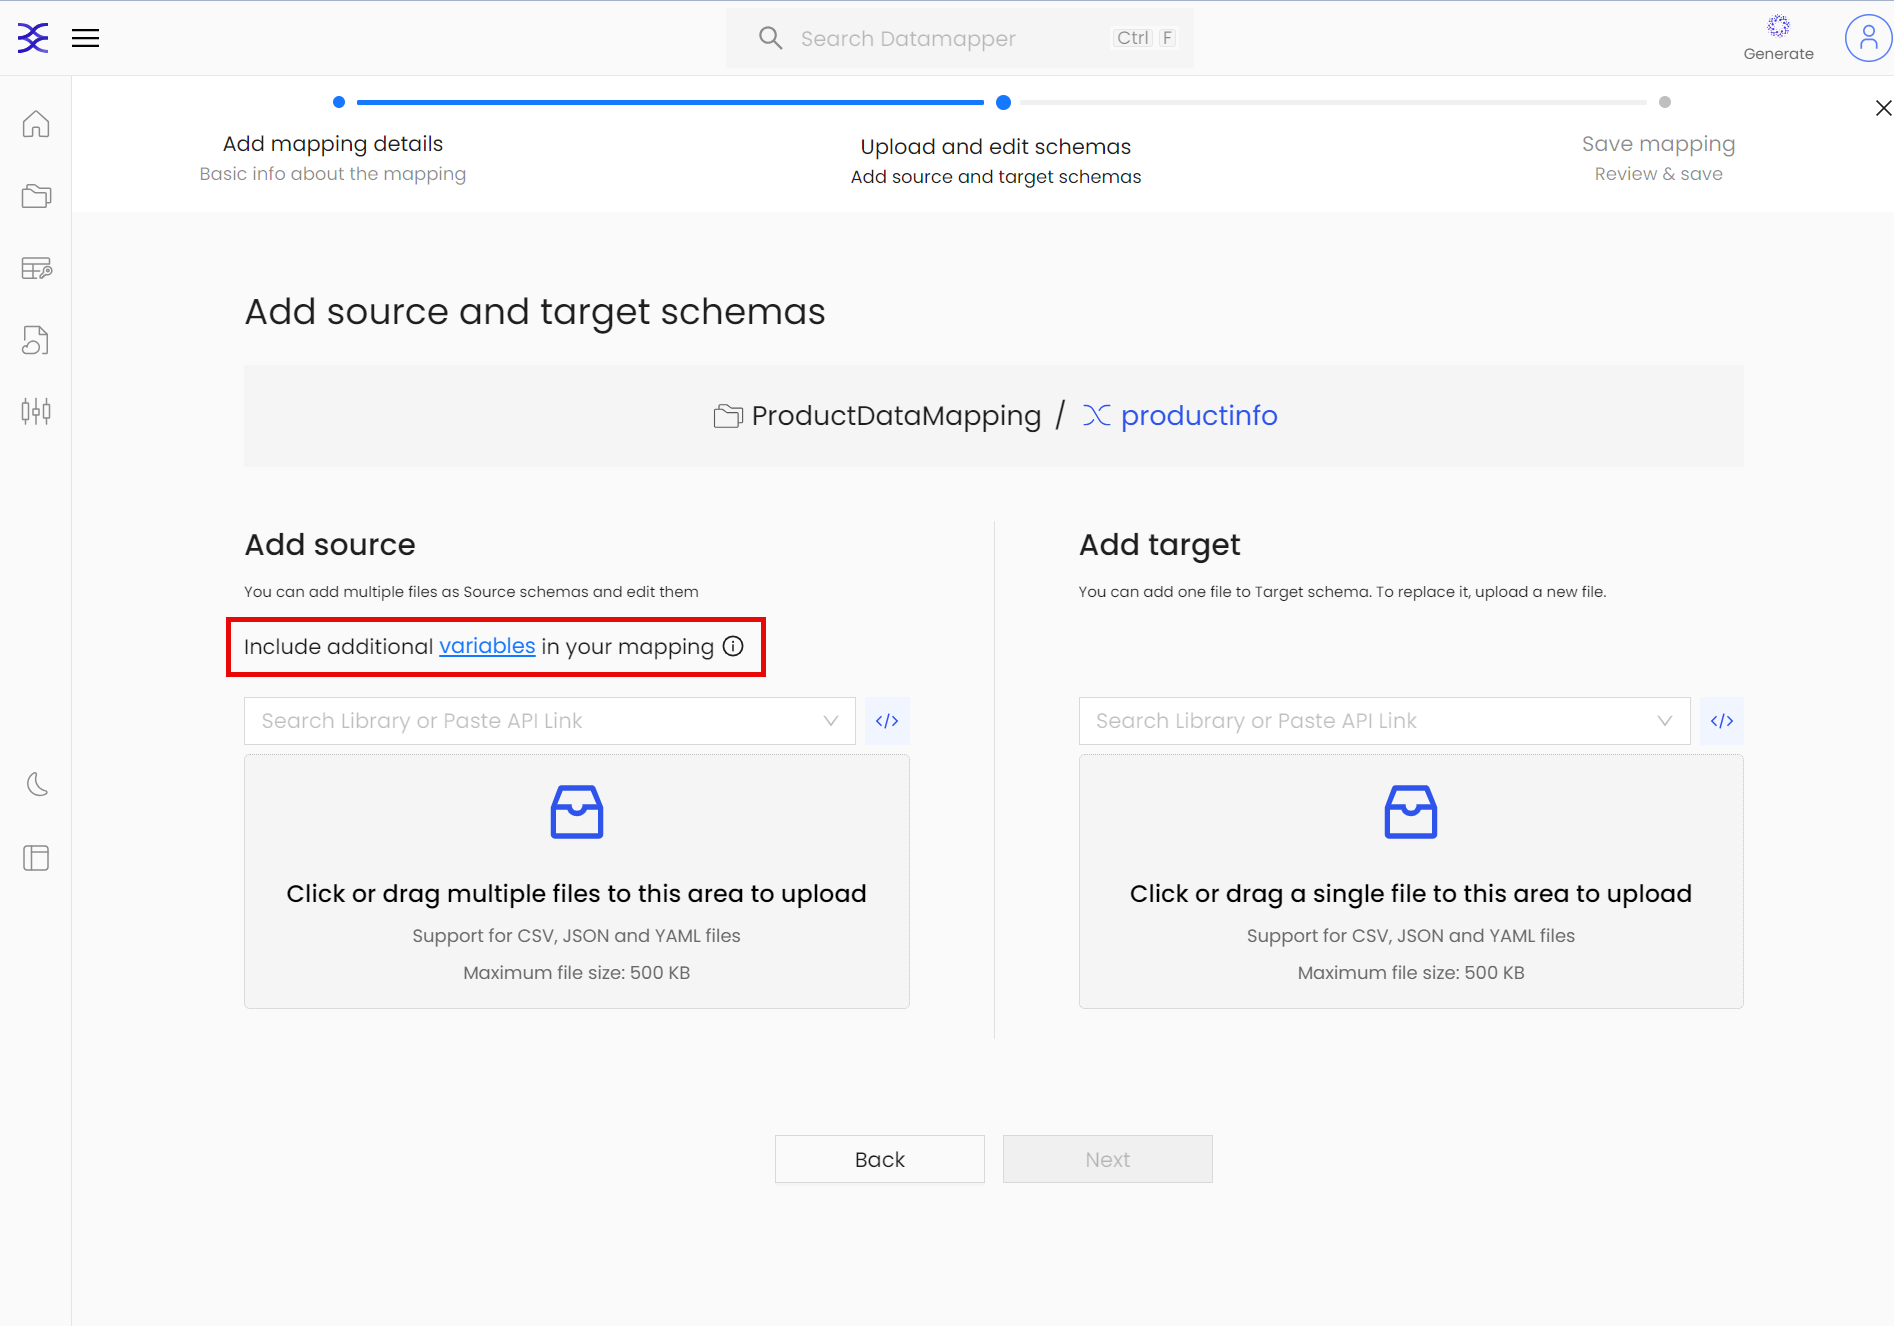 Search Datamapper
Ctrl F
Generate
Add mapping details
Basic info about the mapping
Upload and edit schemas
Add source and target schemas
Save mapping
Review & save
Add source and target schemas
ProductDataMapping / productinfo
Add source
You can add multiple files as Source schemas and edit them
Include additional variables in your mapping
Search Library or Paste API Link
</>
Click or drag multiple files to this area to upload
Support for CSV, JSON and YAML files
Maximum file size: 500 KB
Add target
You can add one file to Target schema. To replace it, upload a new file.
Search Library or Paste API Link
</>
Click or drag a single file to this area to upload
Support for CSV, JSON and YAML files
Maximum file size: 500 KB
Back
Next